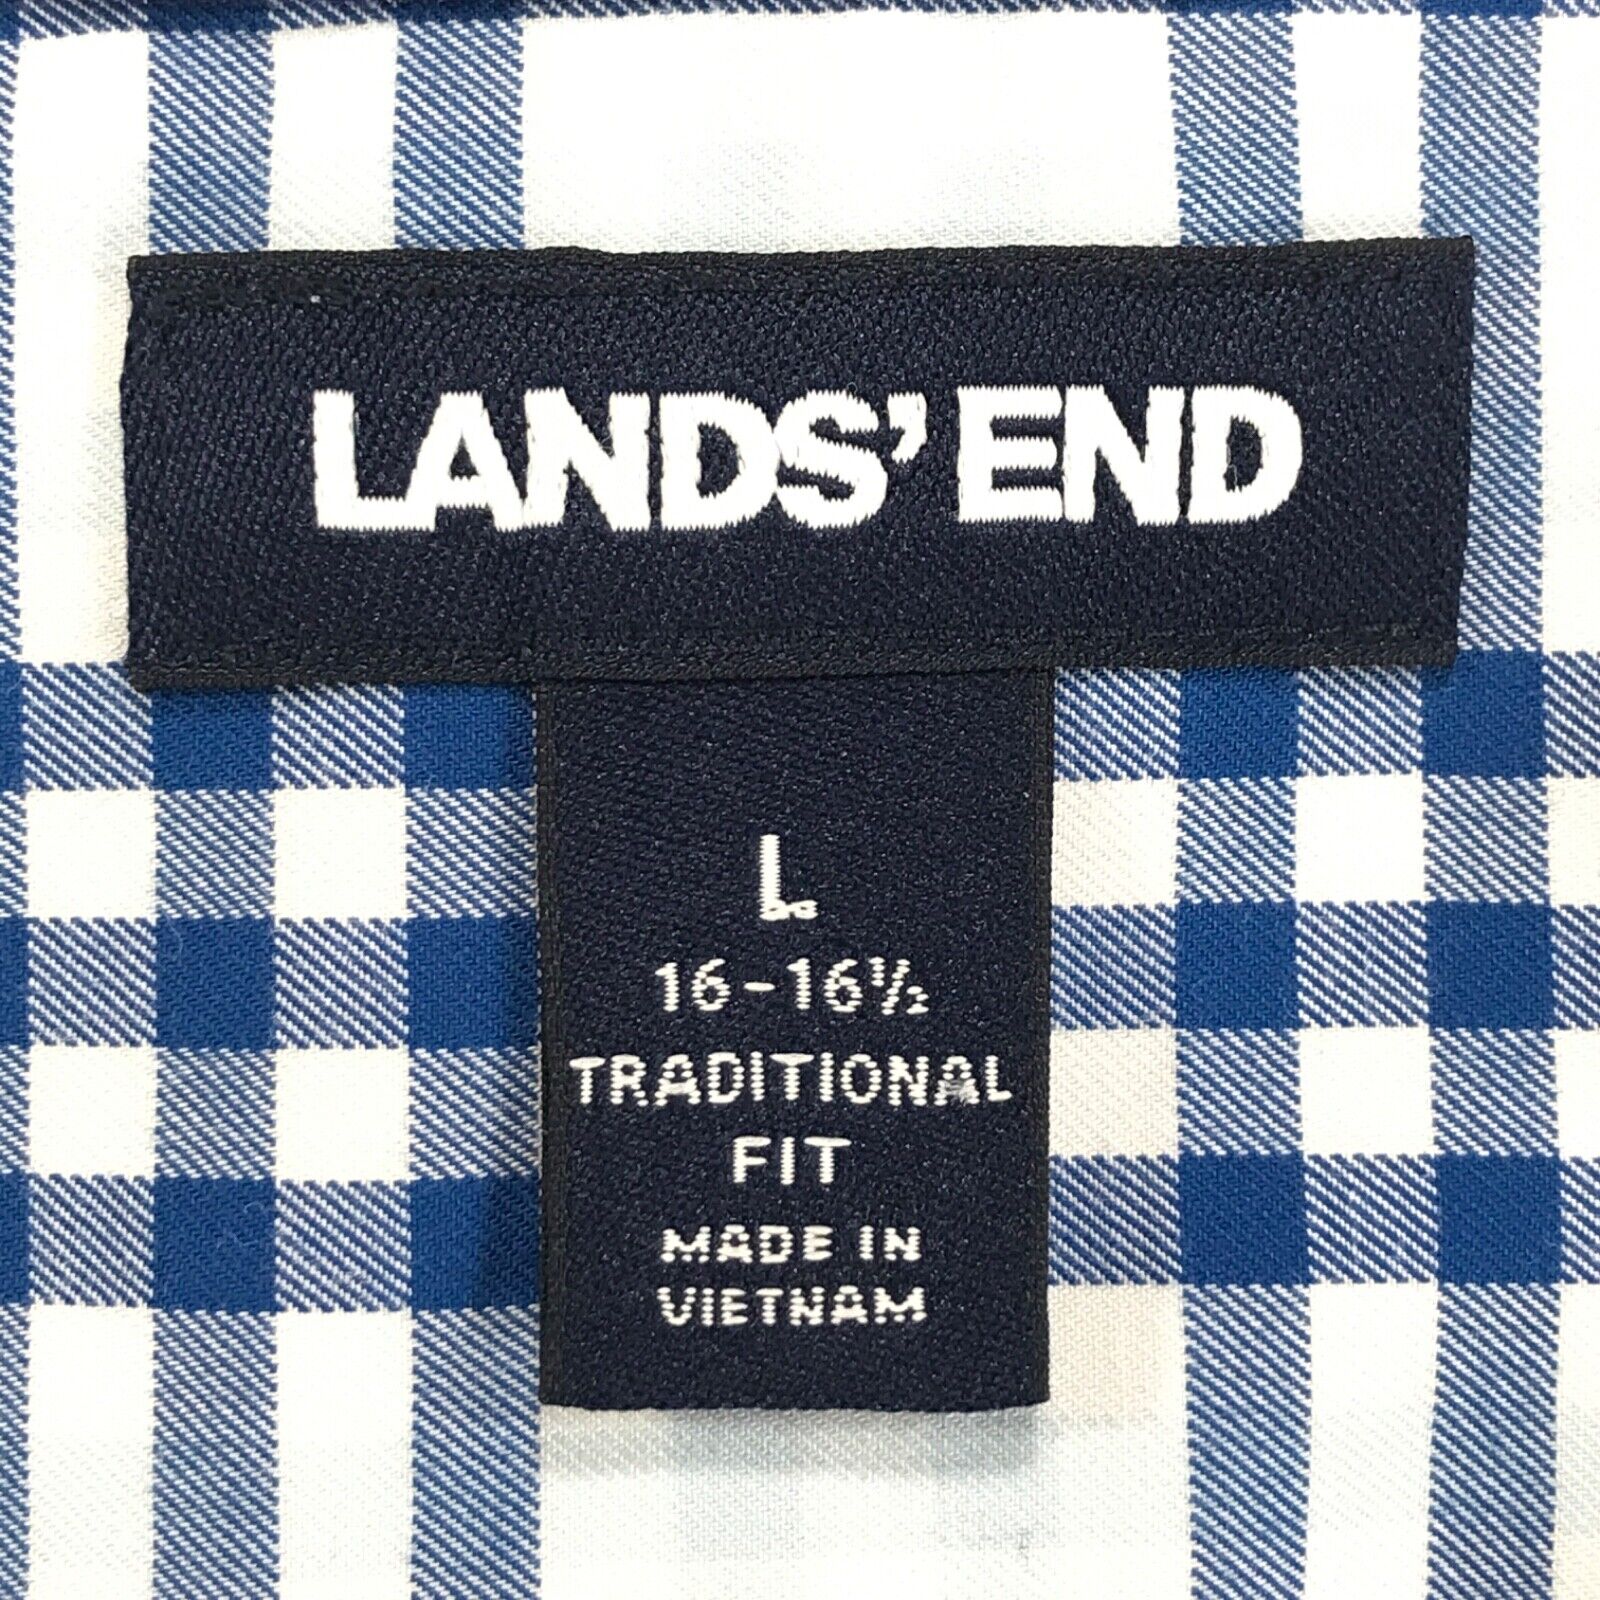 LANDS' END
L
16-16½
TRADITIONAL
FIT
MADE IN
VIETNAM